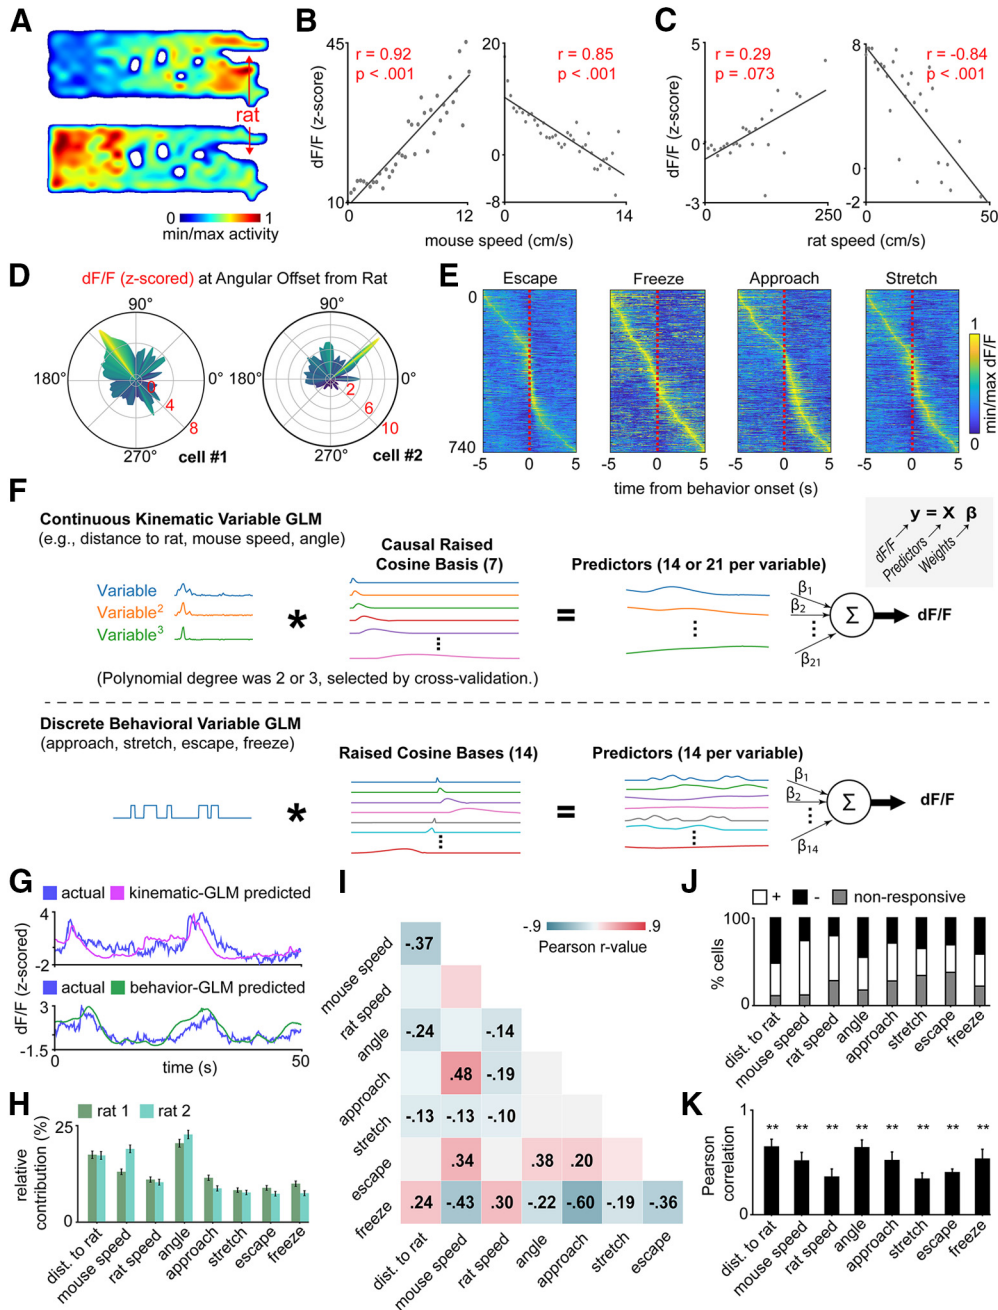 A
rat
0 1
min/max activity
B
45
r = 0.92
p < .001
dF/F (z-score)
10
0 12
20
r = 0.85
p < .001
0
-8
0 14
mouse speed (cm/s)
C
5
r = 0.29
p = .073
dF/F (z-score)
0
-3
0 250
8
r = -0.84
p < .001
-2
0 50
rat speed (cm/s)
D
dF/F (z-scored) at Angular Offset from Rat
90°
180° 0°
270°
0
4
8
cell #1
90°
180° 0°
270°
2
6
10
cell #2
E
Escape Freeze Approach Stretch
0
740
-5 0 5 -5 0 5 -5 0 5 -5 0 5
time from behavior onset (s)
1
0
min/max dF/F
F
Continuous Kinematic Variable GLM
(e.g., distance to rat, mouse speed, angle)
Causal Raised
Cosine Basis (7)
Predictors (14 or 21 per variable)
y = X β
dF/F
Predictors
Weights
Variable
Variable²
Variable³
*
=
β1
β2
β21
Σ
dF/F
(Polynomial degree was 2 or 3, selected by cross-validation.)
Discrete Behavioral Variable GLM
(approach, stretch, escape, freeze)
Raised Cosine Bases (14)
Predictors (14 per variable)
*
=
β1
β2
β14
Σ
dF/F
G
actual kinematic-GLM predicted
4
-2
actual behavior-GLM predicted
3
-1.5
dF/F (z-scored)
0 50
time (s)
H
rat 1 rat 2
25
0
relative
contribution (%)
dist. to rat
mouse speed
rat speed
angle
approach
stretch
escape
freeze
I
-.9 .9
Pearson r-value
mouse speed
rat speed
angle
approach
stretch
escape
freeze
-.37
-.24 -.14
.48 -.19
-.13 -.13 -.10
.34 .38 .20
.24 -.43 .30 -.22 -.60 -.19 -.36
dist. to rat
mouse speed
rat speed
angle
approach
stretch
escape
J
+ - non-responsive
100
0
% cells
dist. to rat
mouse speed
rat speed
angle
approach
stretch
escape
freeze
K
1
0
Pearson
correlation
** ** ** ** ** ** ** **
dist. to rat
mouse speed
rat speed
angle
approach
stretch
escape
freeze